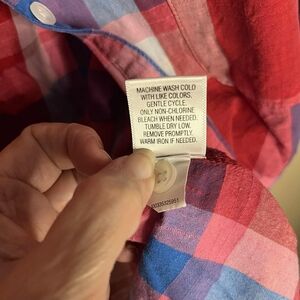 MACHINE WASH COLD
WITH LIKE COLORS.
GENTLE CYCLE.
ONLY NON-CHLORINE
BLEACH WHEN NEEDED.
TUMBLE DRY LOW.
REMOVE PROMPTLY.
WARM IRON IF NEEDED.